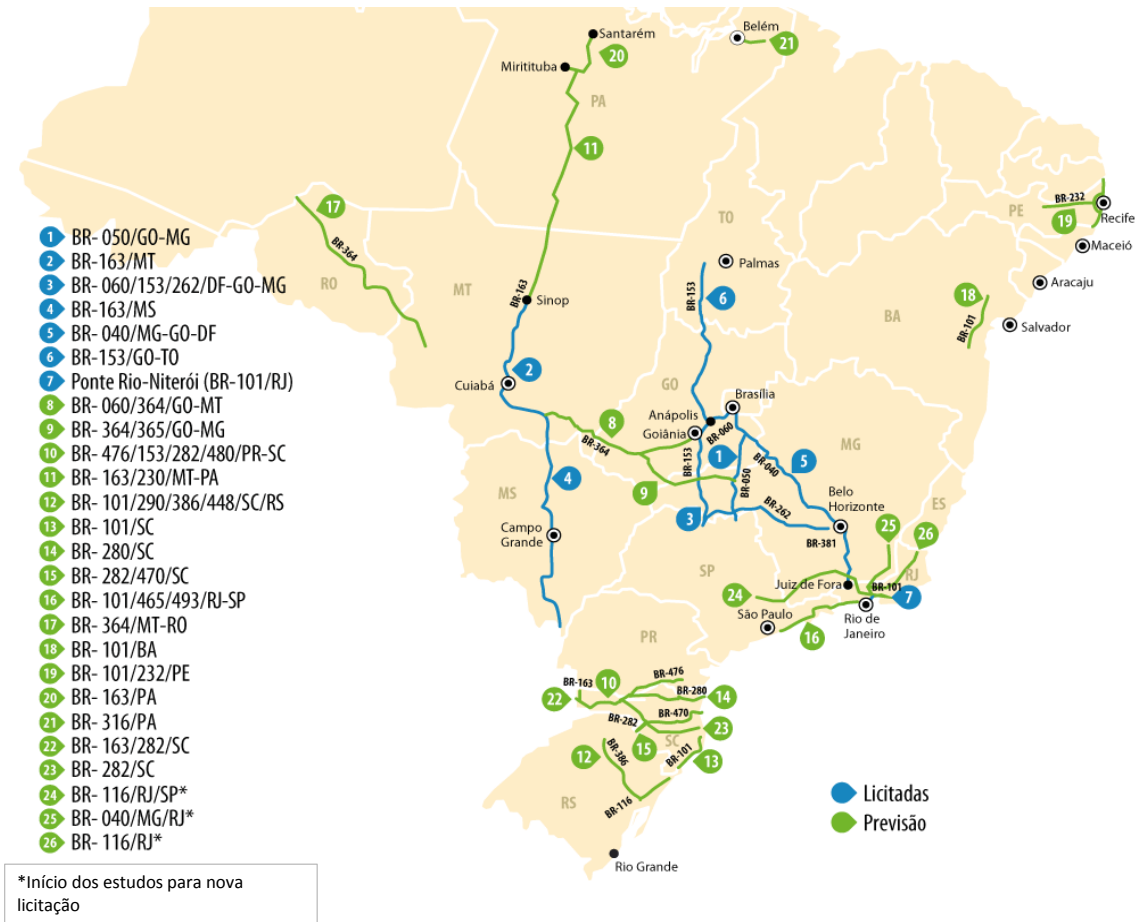 Belém
21
Santarém
20
Miritituba
PA
11
17
BR-364
RO
MT
BR-163
Sinop
TO
Palmas
BR-153
6
PE
BR-232
19
Recife
Maceió
Aracaju
18
BR-101
Salvador
BA
1 BR- 050/GO-MG
2 BR-163/MT
3 BR- 060/153/262/DF-GO-MG
4 BR-163/MS
5 BR- 040/MG-GO-DF
6 BR-153/GO-TO
7 Ponte Rio-Niterói (BR-101/RJ)
8 BR- 060/364/GO-MT
9 BR- 364/365/GO-MG
10 BR- 476/153/282/480/PR-SC
11 BR- 163/230/MT-PA
12 BR- 101/290/386/448/SC/RS
13 BR- 101/SC
14 BR- 280/SC
15 BR- 282/470/SC
16 BR- 101/465/493/RJ-SP
17 BR- 364/MT-RO
18 BR- 101/BA
19 BR- 101/232/PE
20 BR- 163/PA
21 BR- 316/PA
22 BR- 163/282/SC
23 BR- 282/SC
24 BR- 116/RJ/SP*
25 BR- 040/MG/RJ*
26 BR- 116/RJ*
*Início dos estudos para nova
licitação
Cuiabá
2
GO
Brasília
Anápolis
Goiânia
BR-060
8
BR-364
BR-153
1
BR-050
BR-040
5
MG
4
MS
9
3
BR-262
Belo
Horizonte
ES
Campo
Grande
BR-381
25
26
SP
Juiz de Fora
RJ
BR-101
24
7
São Paulo
Rio de
Janeiro
16
PR
BR-163
10
BR-476
22
BR-280
14
BR-470
BR-282
23
15
SC
12
BR-386
BR-101
13
RS
BR-116
Rio Grande
Licitadas
Previsão